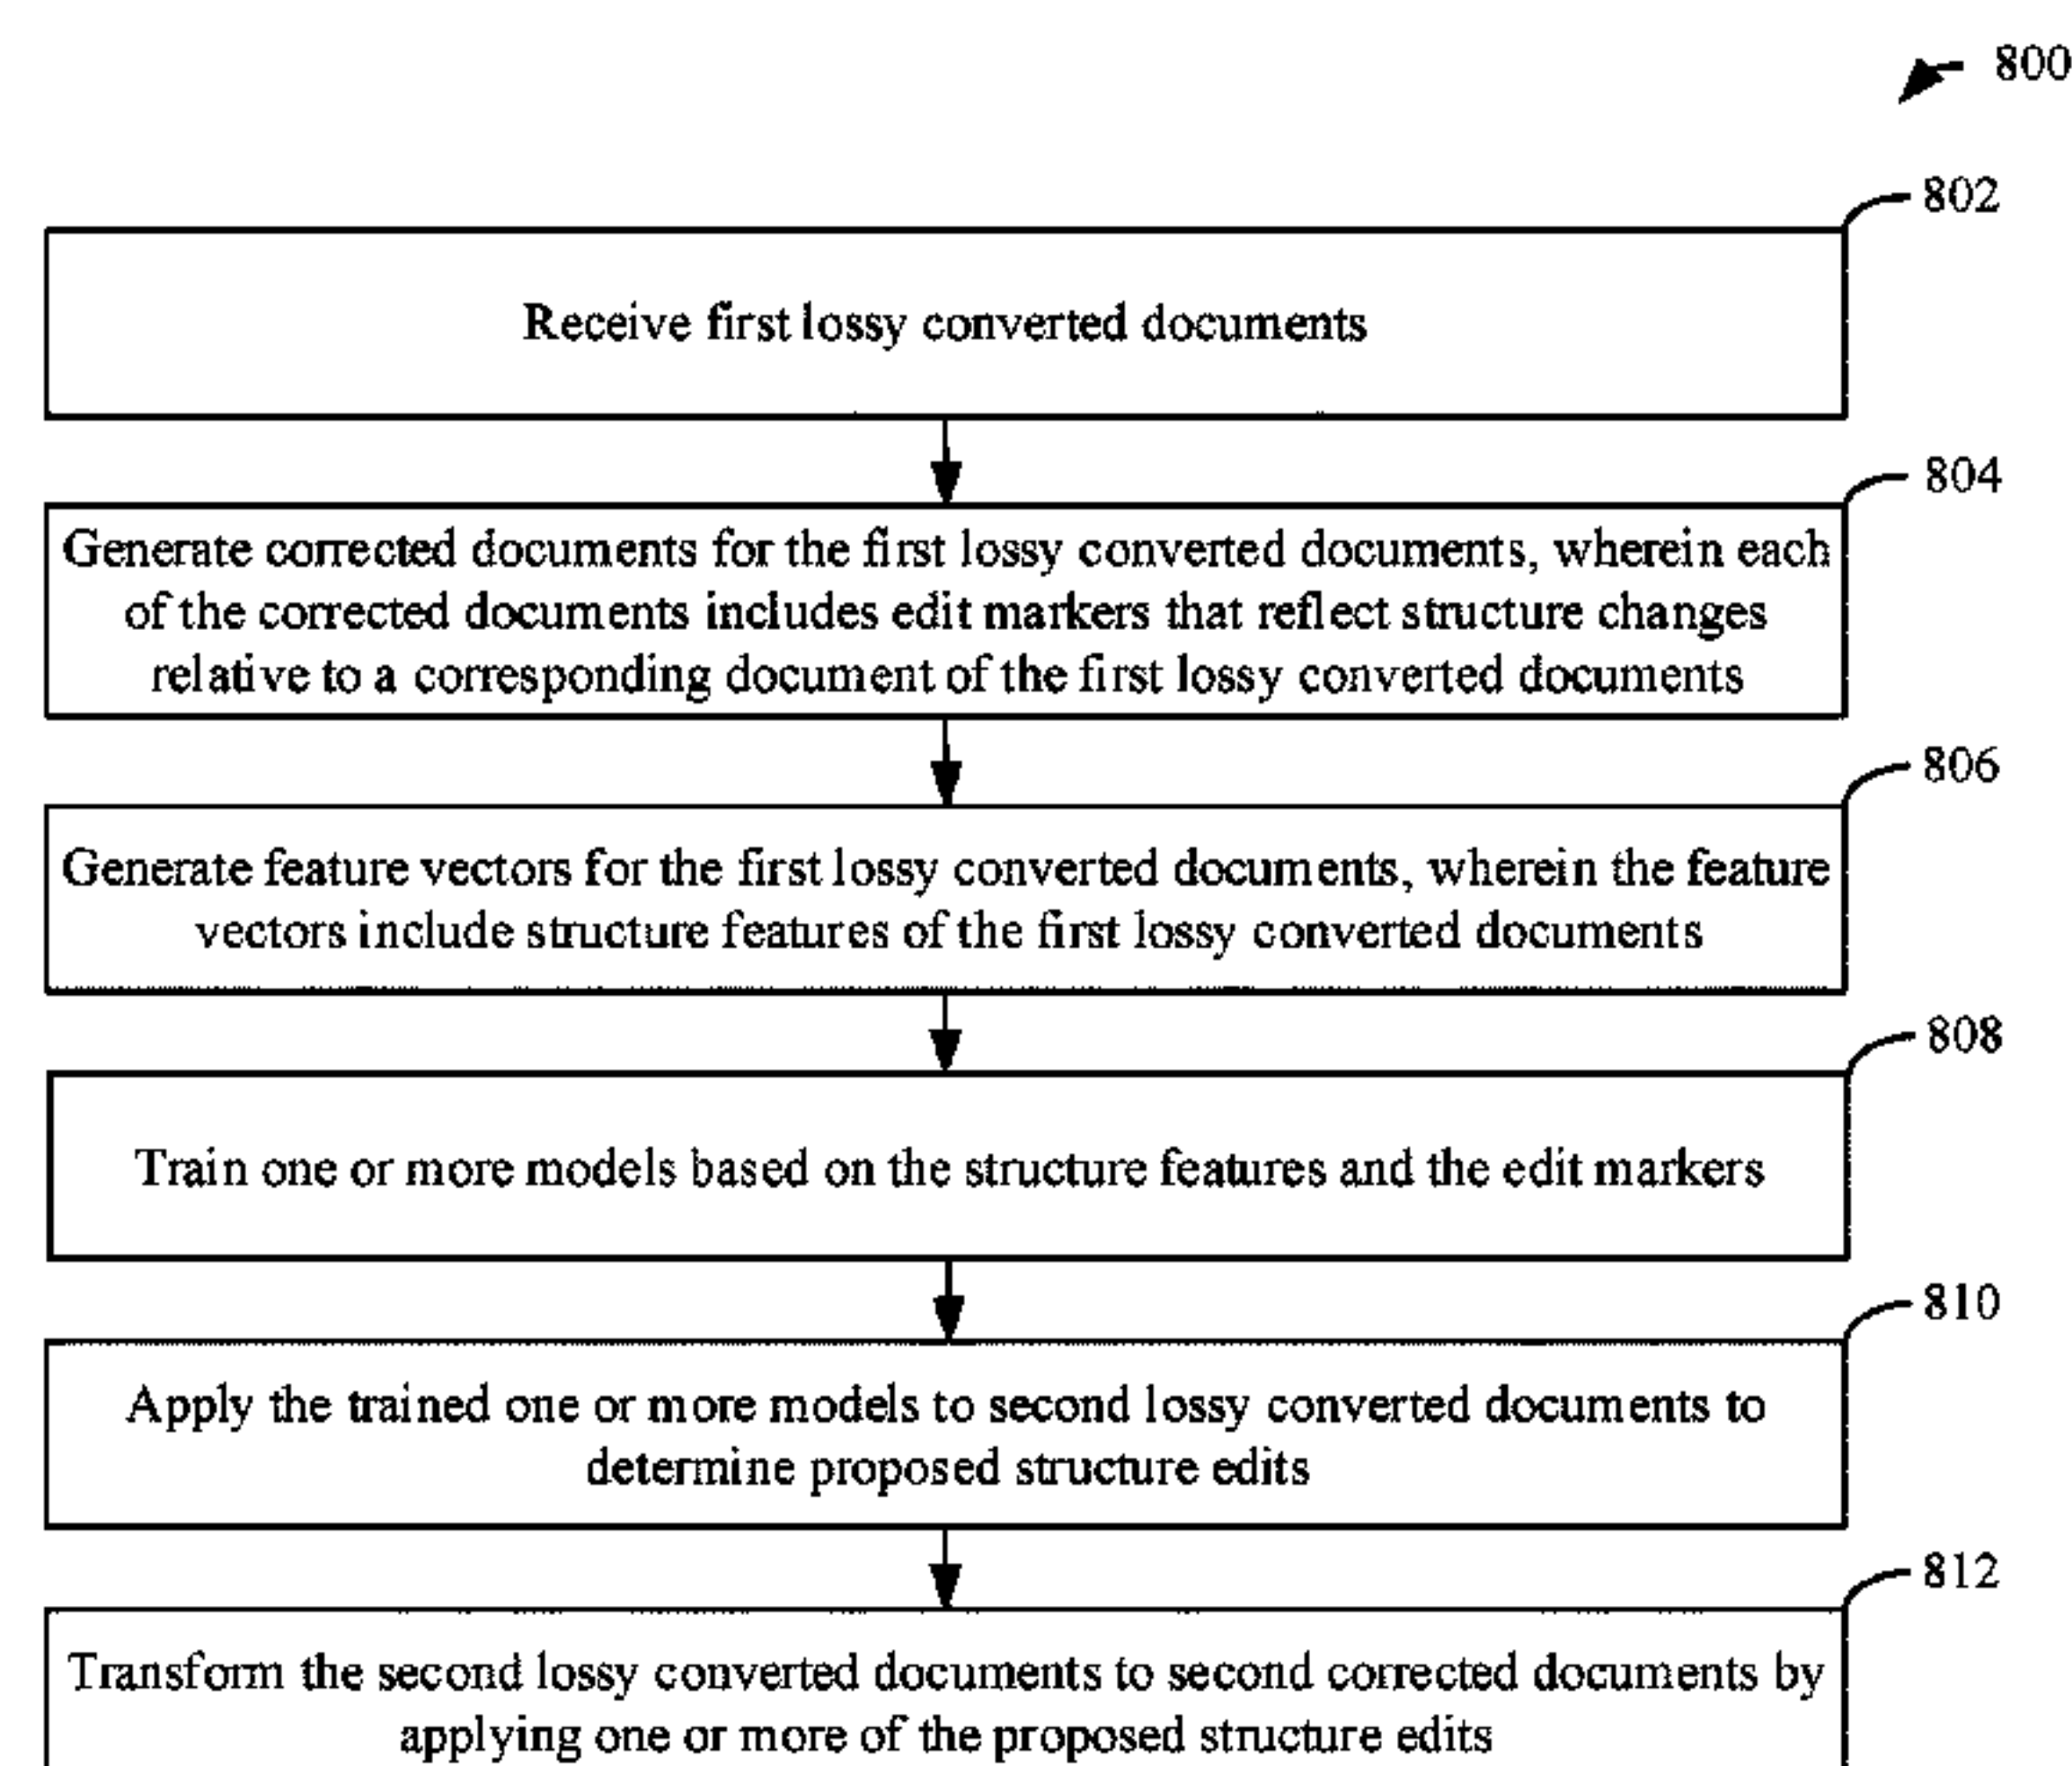 800
802
Receive first lossy converted documents
804
Generate corrected documents for the first lossy converted documents, wherein each
of the corrected documents includes edit markers that reflect structure changes
relative to a corresponding document of the first lossy converted documents
806
Generate feature vectors for the first lossy converted documents, wherein the feature
vectors include structure features of the first lossy converted documents
808
Train one or more models based on the structure features and the edit markers
810
Apply the trained one or more models to second lossy converted documents to
determine proposed structure edits
812
Transform the second lossy converted documents to second corrected documents by
applying one or more of the proposed structure edits